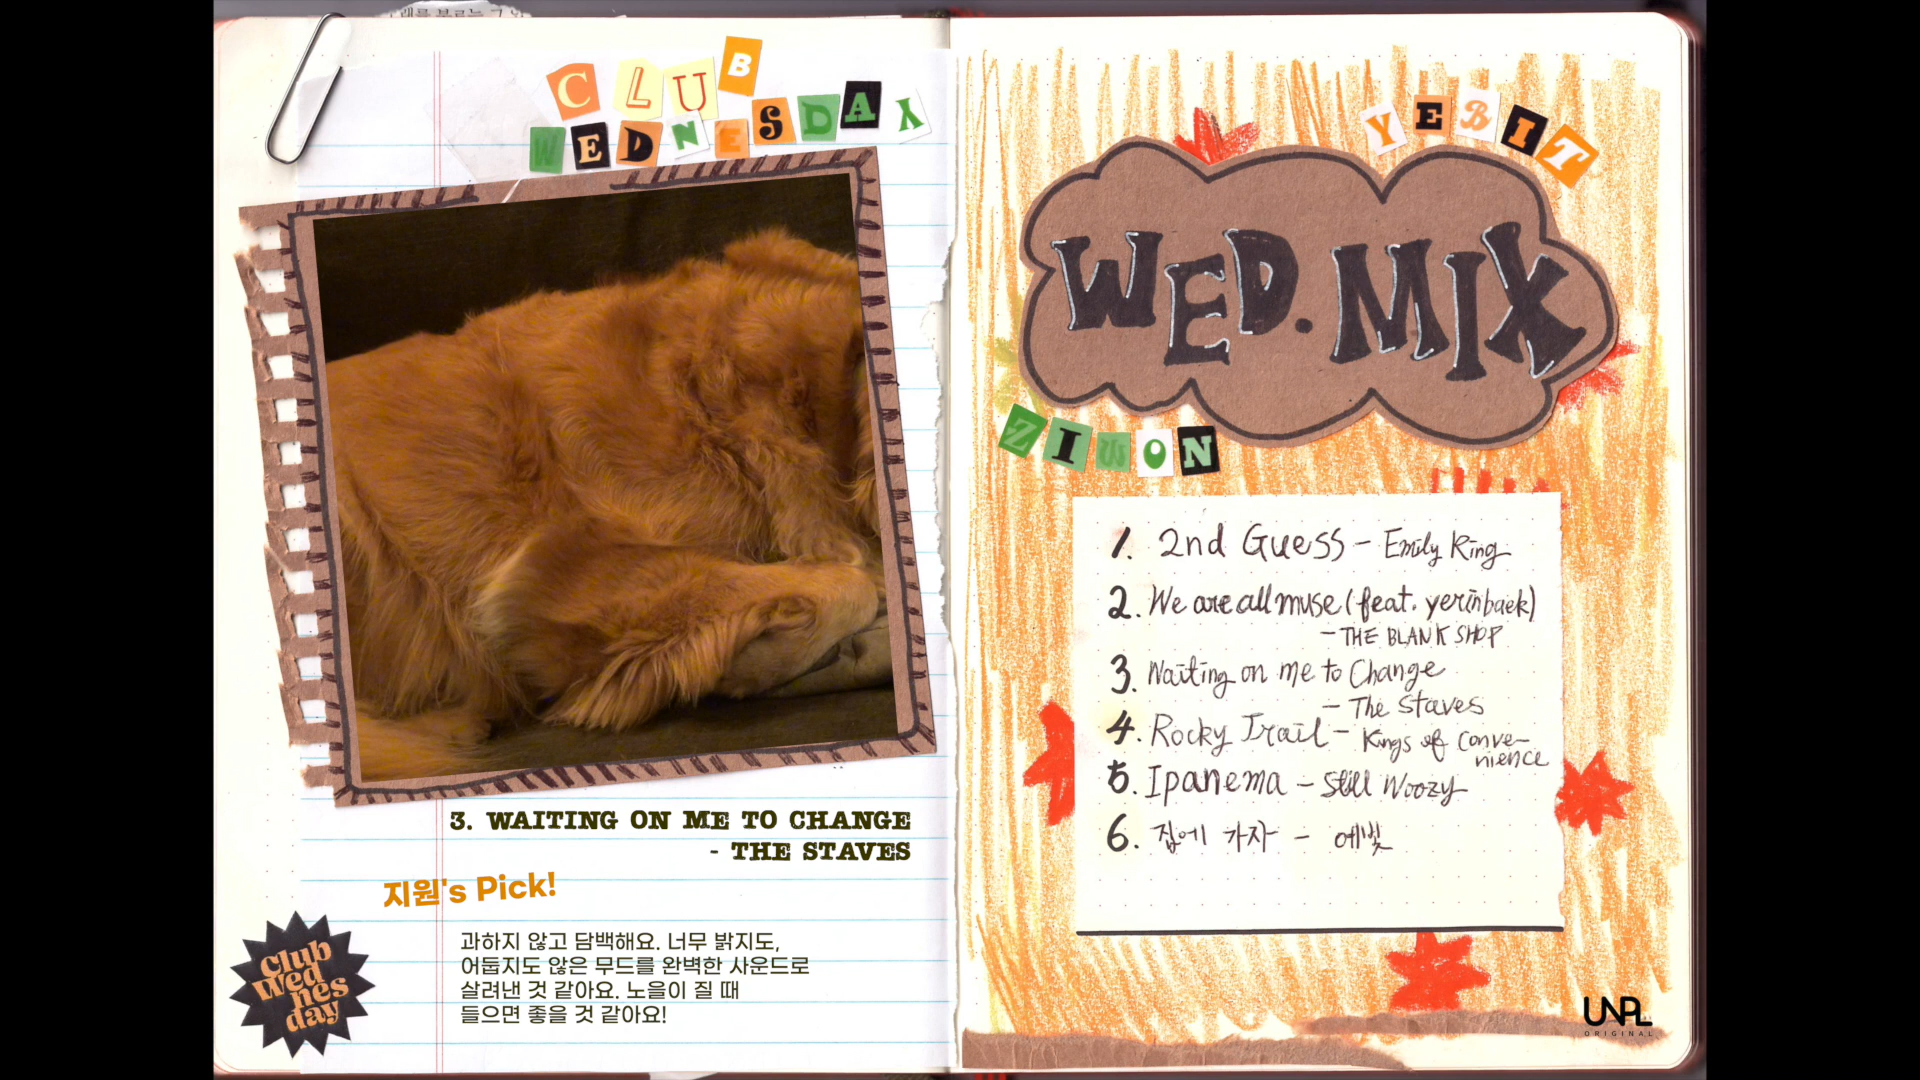 CLUB
WEDNESDAY
3. WAITING ON ME TO CHANGE
- THE STAVES
지원's Pick!
과하지 않고 담백해요. 너무 밝지도,
어둡지도 않은 무드를 완벽한 사운드로
살려낸 것 같아요. 노을이 질 때
들으면 좋을 것 같아요!
Club
Wed
nes
day
YEBIT
WED.MIX
ZIWON
1. 2nd Guess - Emily King
2. We are all muse (feat. yerinbaek)
- THE BLANK SHOP
3. Waiting on me to Change
- The Staves
4. Rocky Trail - Kings of Conve-
nience
5. Ipanema - Still Woozy
6. 집에 가자 - 예빛
UNPL
ORIGINAL